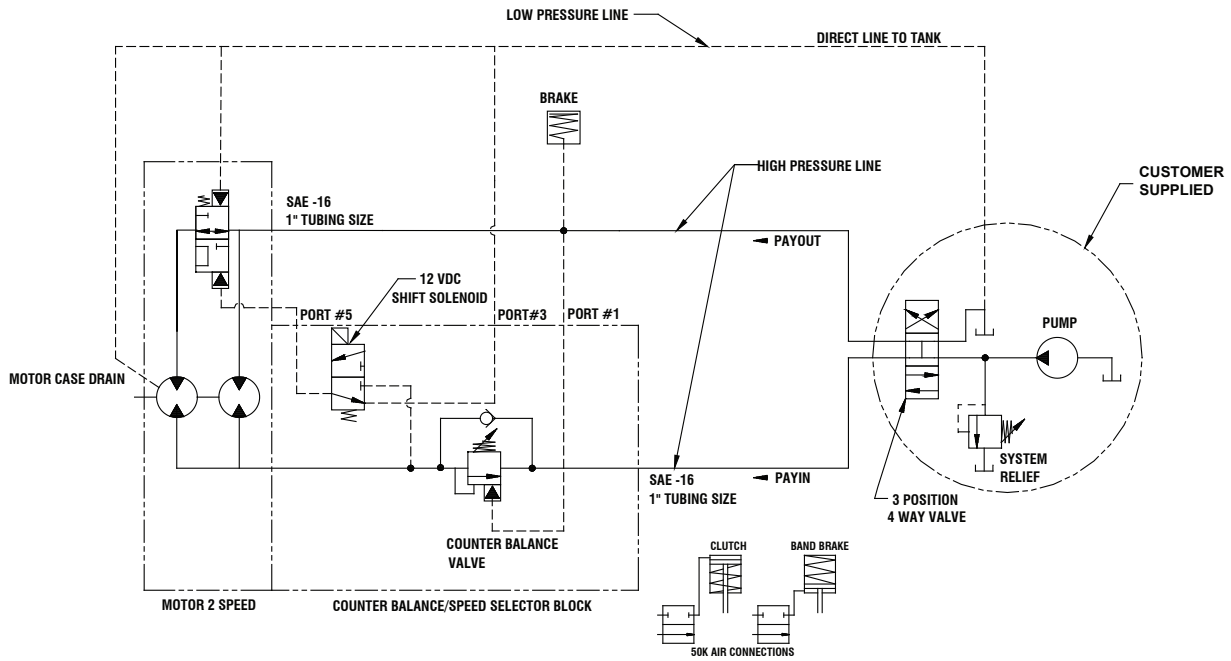 LOW PRESSURE LINE
DIRECT LINE TO TANK
BRAKE
HIGH PRESSURE LINE
CUSTOMER
SUPPLIED
SAE -16
1" TUBING SIZE
PAYOUT
12 VDC
SHIFT SOLENOID
PORT #5
PORT#3
PORT #1
PUMP
MOTOR CASE DRAIN
SYSTEM
RELIEF
SAE -16
1" TUBING SIZE
PAYIN
3 POSITION
4 WAY VALVE
COUNTER BALANCE
VALVE
CLUTCH
BAND BRAKE
MOTOR 2 SPEED
COUNTER BALANCE/SPEED SELECTOR BLOCK
50K AIR CONNECTIONS